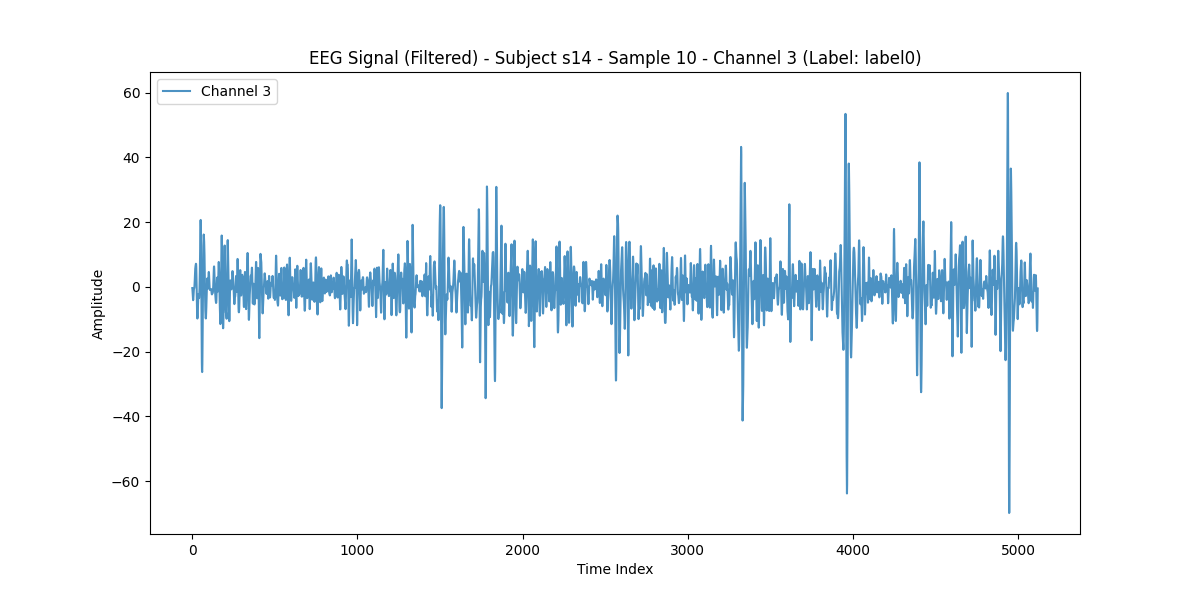 EEG Signal (Filtered) - Subject s14 - Sample 10 - Channel 3 (Label: label0)
Channel 3
60
40
20
0
−20
−40
−60
Amplitude
0 1000 2000 3000 4000 5000
Time Index